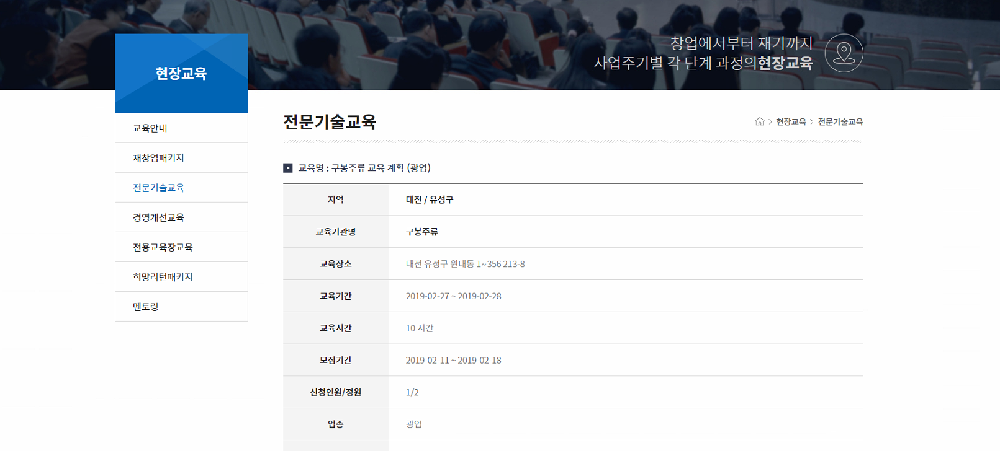 창업에서부터 재기까지
사업주기별 각 단계 과정의현장교육
현장교육
교육안내
재창업패키지
전문기술교육
경영개선교육
전용교육장교육
희망리턴패키지
멘토링
전문기술교육
현장교육 > 전문기술교육
교육명 : 구봉주류 교육 계획 (광업)
지역 대전 / 유성구
교육기관명 구봉주류
교육장소 대전 유성구 원내동 1~356 213-8
교육기간 2019-02-27 ~ 2019-02-28
교육시간 10 시간
모집기간 2019-02-11 ~ 2019-02-18
신청인원/정원 1/2
업종 광업